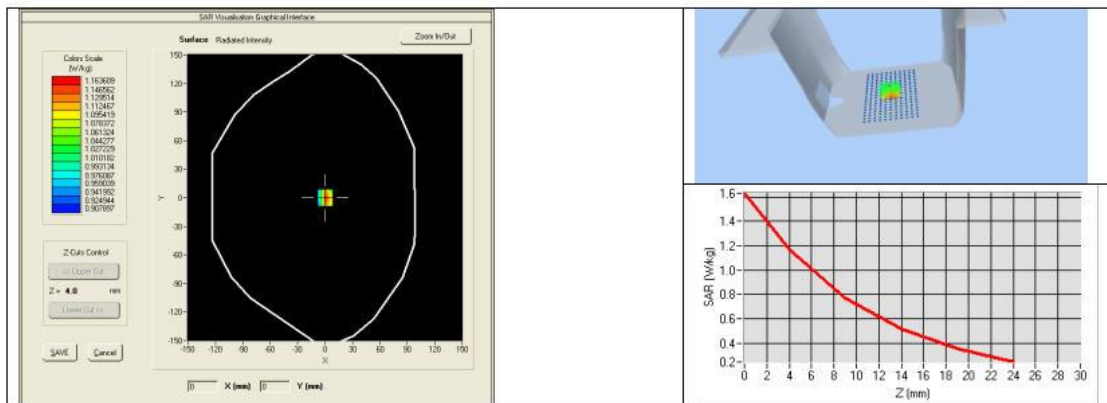 SAR Visualisation Graphical Interface
Surface Radiated Intensity
Zoom In/Out
Colors Scale
(W/kg)
1.163609
1.146562
1.129514
1.112467
1.095419
1.078372
1.061324
1.044277
1.027229
1.010182
0.993134
0.976087
0.959039
0.941992
0.924944
0.907897
Z-Cuts Control
<< Upper Cut
Z = 4.0 mm
Lower Cut >>
SAVE Cancel
150
120
90
60
30
0
-30
-60
-90
-120
-150
Y
-150 -120 -90 -60 -30 0 30 60 90 120 150
X
0 X (mm) 0 Y (mm)
1.6
1.4
1.2
1.0
0.8
0.6
0.4
0.2
SAR (W/kg)
0 2 4 6 8 10 12 14 16 18 20 22 24 26 28 30
Z (mm)